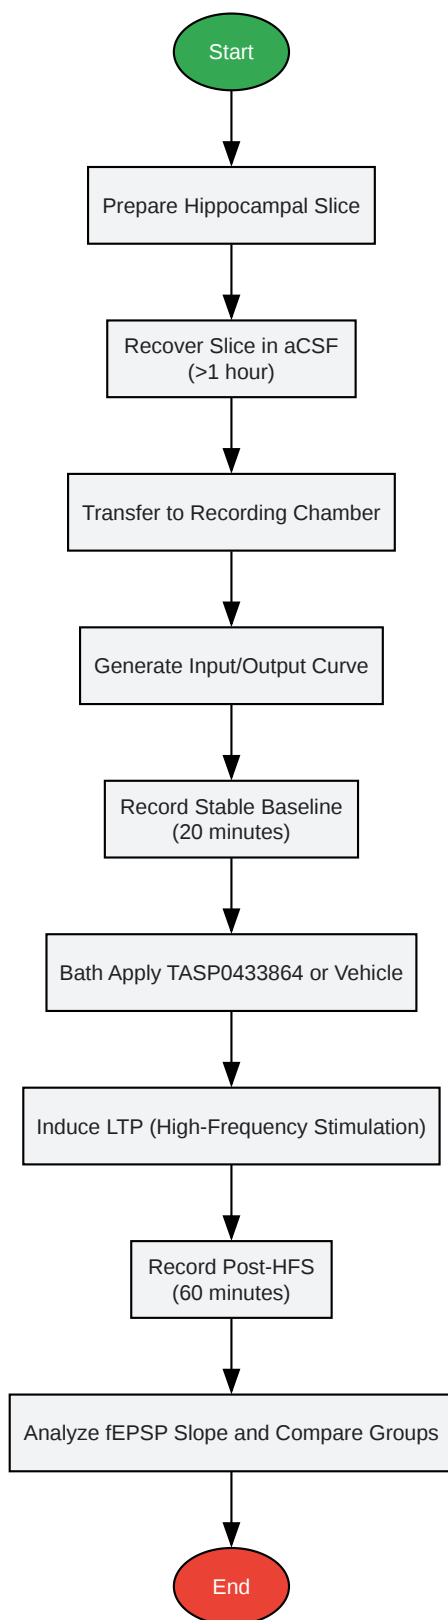 Start
Prepare Hippocampal Slice
Recover Slice in aCSF
(>1 hour)
Transfer to Recording Chamber
Generate Input/Output Curve
Record Stable Baseline
(20 minutes)
Bath Apply TASP0433864 or Vehicle
Induce LTP (High-Frequency Stimulation)
Record Post-HFS
(60 minutes)
Analyze fEPSP Slope and Compare Groups
End